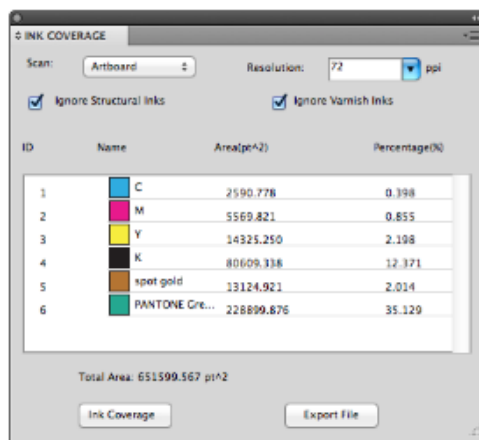 INK COVERAGE
Scan: Artboard Resolution: 72 ppi
Ignore Structural Inks Ignore Varnish Inks
ID Name Area(pt^2) Percentage(%)
1 C 2590.778 0.398
2 M 5569.821 0.855
3 Y 14325.250 2.198
4 K 80609.338 12.371
5 spot gold 13124.921 2.014
6 PANTONE Gre... 228899.876 35.129
Total Area: 651599.567 pt^2
Ink Coverage Export File